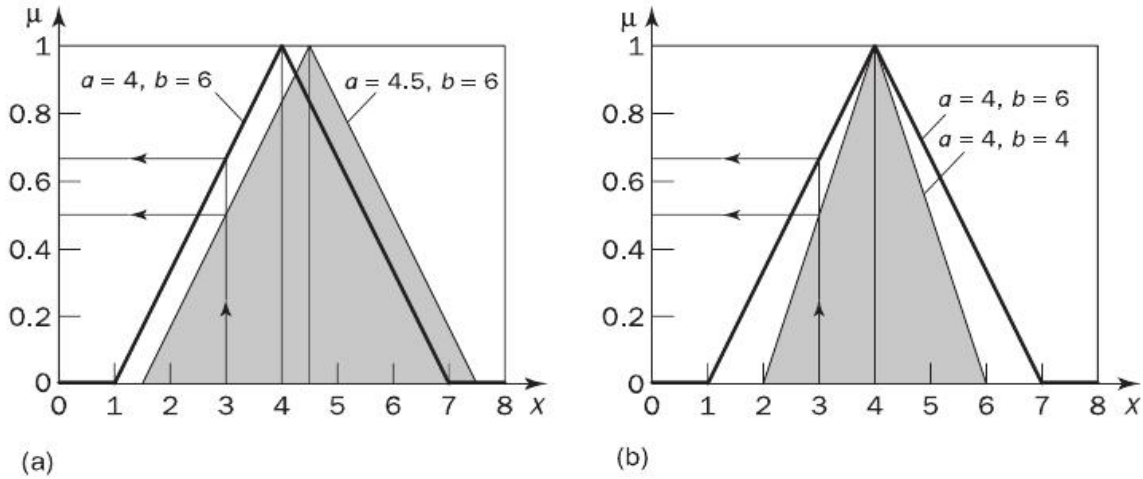 μ
1
a = 4, b = 6
a = 4.5, b = 6
0.8
0.6
0.4
0.2
0
0 1 2 3 4 5 6 7 8 x
(a)
μ
1
a = 4, b = 6
0.8
a = 4, b = 4
0.6
0.4
0.2
0
0 1 2 3 4 5 6 7 8 x
(b)